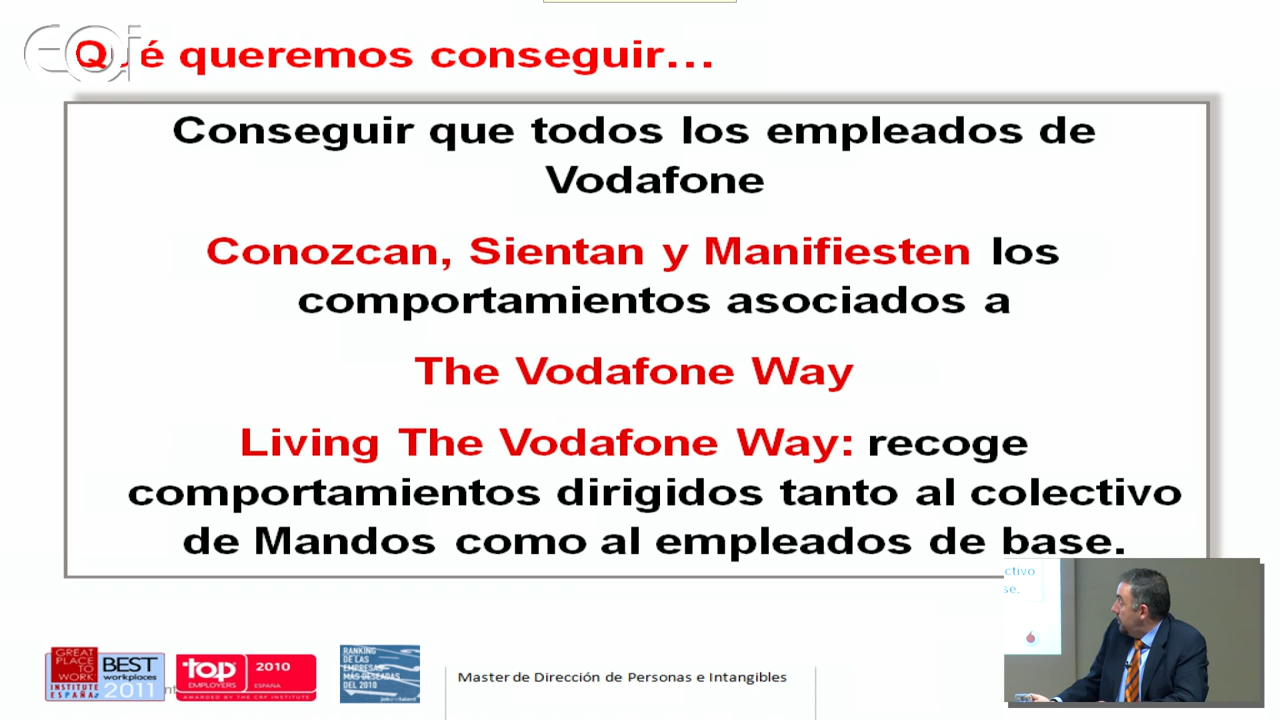 eoi
Qué queremos conseguir…
Conseguir que todos los empleados de
Vodafone
Conozcan, Sientan y Manifiesten los
comportamientos asociados a
The Vodafone Way
Living The Vodafone Way: recoge
comportamientos dirigidos tanto al colectivo
de Mandos como al empleados de base.
ctivo
se.
GREAT
PLACE
TO
WORK
INSTITUTE
ESPAÑA
BEST
workplaces
2011
top
EMPLOYERS
2010
ESPAÑA
AWARDED BY THE CRF INSTITUTE
RANKING
DE LAS
EMPRESAS
MÁS DESEADAS
DEL 2010
Master de Dirección de Personas e Intangibles